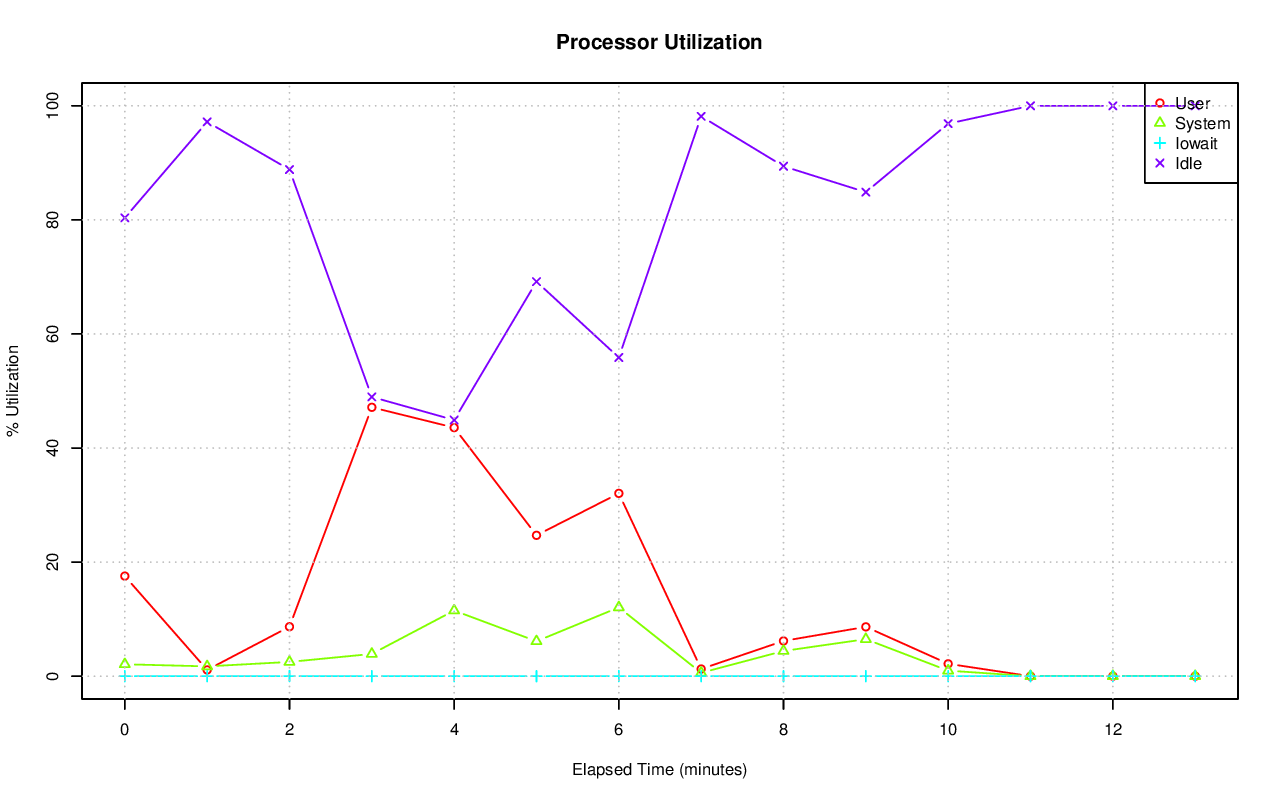 Processor Utilization
% Utilization
100
80
60
40
20
0
User
System
Iowait
Idle
0 2 4 6 8 10 12
Elapsed Time (minutes)